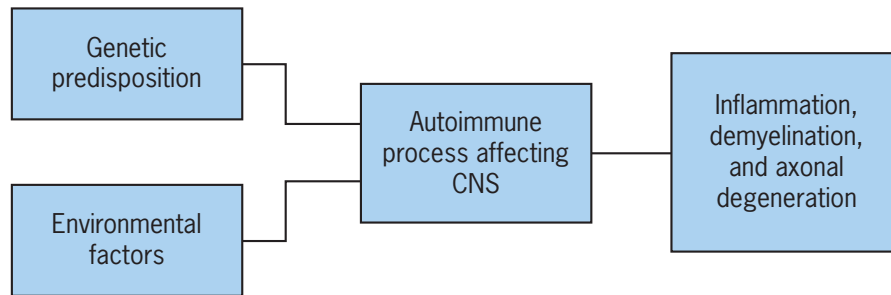 Genetic
predisposition
Environmental
factors
Autoimmune
process affecting
CNS
Inflammation,
demyelination,
and axonal
degeneration